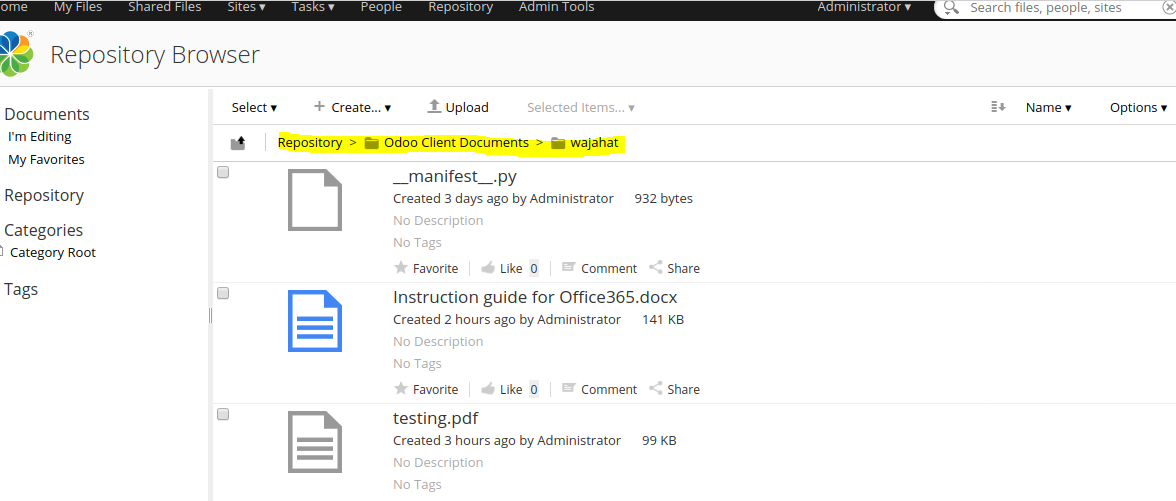 ome My Files Shared Files Sites ▾ Tasks ▾ People Repository Admin Tools Administrator ▾ Search files, people, sites
® Repository Browser
Select ▾ + Create... ▾ Upload Selected Items... ▾ Name ▾ Options ▾
Documents
I'm Editing
My Favorites
Repository
Categories
Category Root
Tags
Repository > Odoo Client Documents > wajahat
__manifest__.py
Created 3 days ago by Administrator 932 bytes
No Description
No Tags
Favorite Like 0 Comment Share
Instruction guide for Office365.docx
Created 2 hours ago by Administrator 141 KB
No Description
No Tags
Favorite Like 0 Comment Share
testing.pdf
Created 3 hours ago by Administrator 99 KB
No Description
No Tags